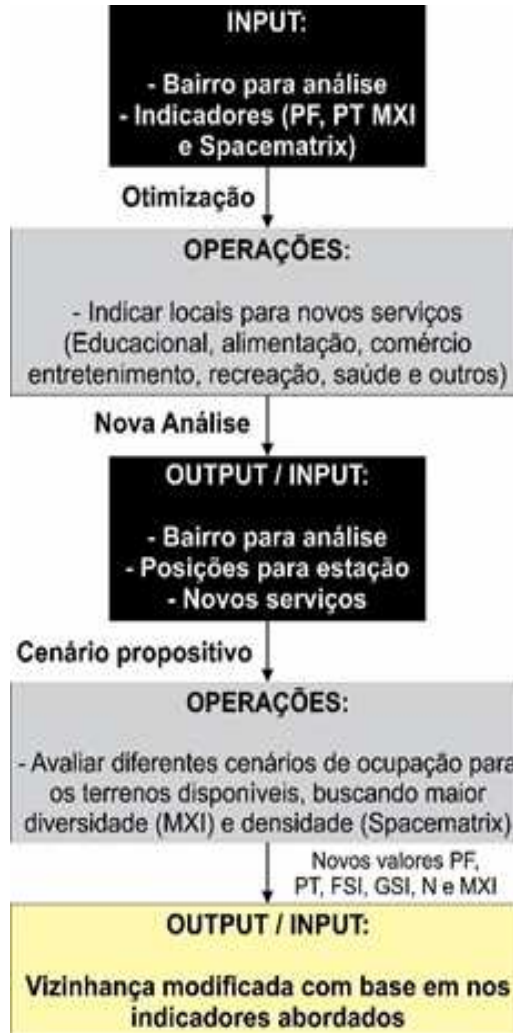 INPUT:
- Bairro para análise
- Indicadores (PF, PT MXI
e Spacematrix)
Otimização
OPERAÇÕES:
- Indicar locais para novos serviços
(Educacional, alimentação, comércio
entretenimento, recreação, saúde e outros)
Nova Análise
OUTPUT / INPUT:
- Bairro para análise
- Posições para estação
- Novos serviços
Cenário propositivo
OPERAÇÕES:
- Avaliar diferentes cenários de ocupação para
os terrenos disponíveis, buscando maior
diversidade (MXI) e densidade (Spacematrix)
Novos valores PF,
PT, FSI, GSI, N e MXI
OUTPUT / INPUT:
Vizinhança modificada com base em nos
indicadores abordados